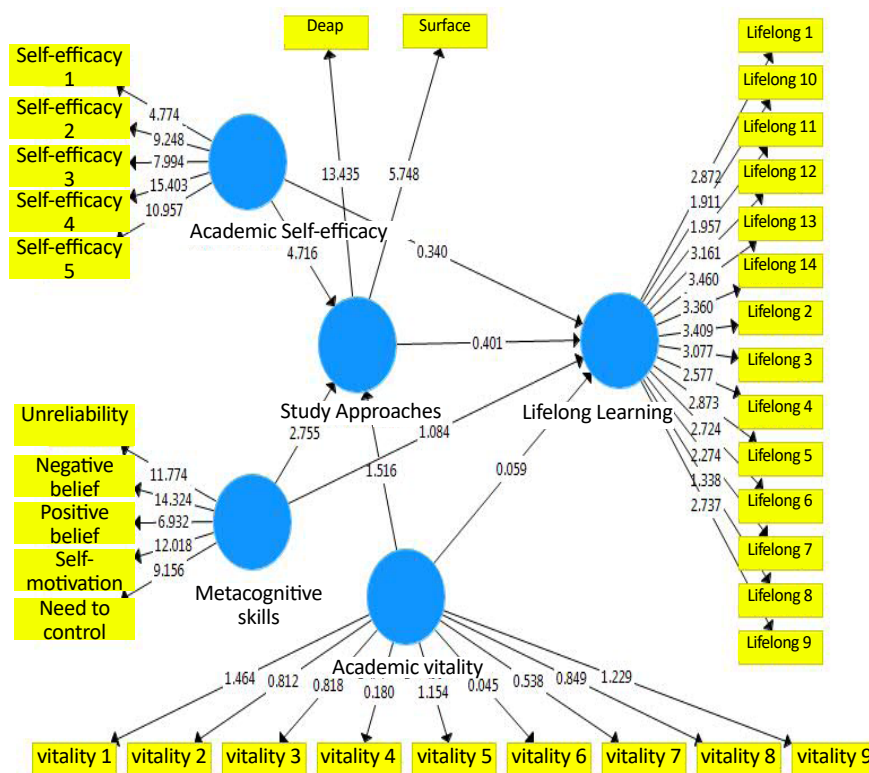 Deap
Surface
Lifelong 1
Lifelong 10
Lifelong 11
Lifelong 12
Lifelong 13
Lifelong 14
Lifelong 2
Lifelong 3
Lifelong 4
Lifelong 5
Lifelong 6
Lifelong 7
Lifelong 8
Lifelong 9
Self-efficacy
1
Self-efficacy
2
Self-efficacy
3
Self-efficacy
4
Self-efficacy
5
4.774
9.248
7.994
15.403
10.957
Academic Self-efficacy
13.435
5.748
4.716
0.340
2.872
1.911
1.957
3.161
3.460
3.360
3.409
3.077
2.577
2.873
2.724
2.274
1.338
2.737
0.401
Study Approaches
Lifelong Learning
2.755
1.084
1.516
0.059
Unreliability
Negative
belief
Positive
belief
Self-
motivation
Need to
control
11.774
14.324
6.932
12.018
9.156
Metacognitive
skills
Academic vitality
1.464
0.812
0.818
0.180
1.154
0.045
0.538
0.849
1.229
vitality 1
vitality 2
vitality 3
vitality 4
vitality 5
vitality 6
vitality 7
vitality 8
vitality 9